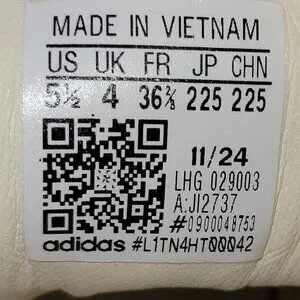 MADE IN VIETNAM
US UK FR JP CHN
5½ 4 36⅔ 225 225
11/24
LHG 029003
A:JI2737
#0900048753
adidas #L1TN4HT00042